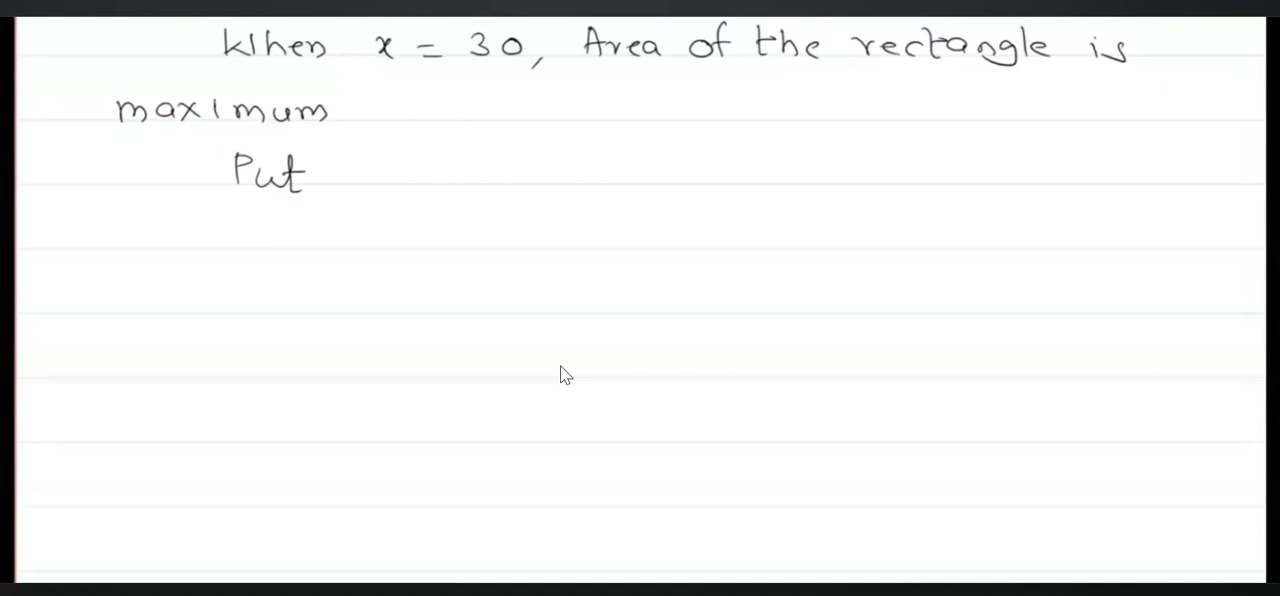 When x = 30, Area of the rectangle is
maximum
Put